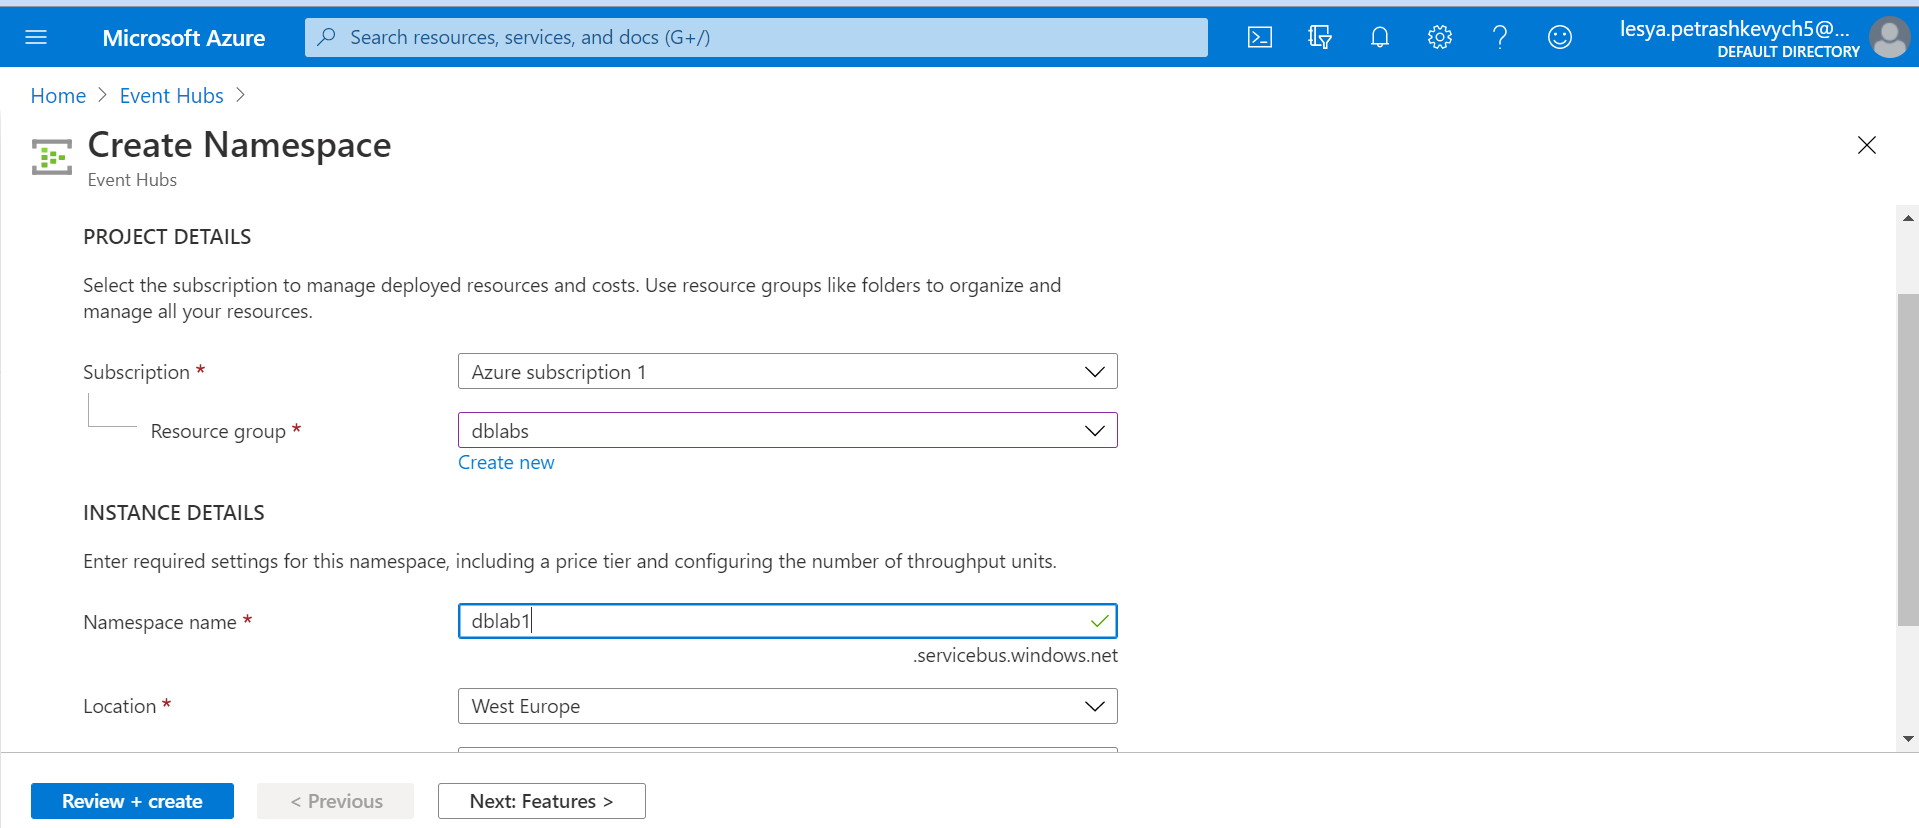 Microsoft Azure
Search resources, services, and docs (G+/)
lesya.petrashkevych5@...
DEFAULT DIRECTORY
Home > Event Hubs >
Create Namespace
Event Hubs
PROJECT DETAILS
Select the subscription to manage deployed resources and costs. Use resource groups like folders to organize and
manage all your resources.
Subscription *
Azure subscription 1
Resource group *
dblabs
Create new
INSTANCE DETAILS
Enter required settings for this namespace, including a price tier and configuring the number of throughput units.
Namespace name *
dblab1
.servicebus.windows.net
Location *
West Europe
Review + create
< Previous
Next: Features >